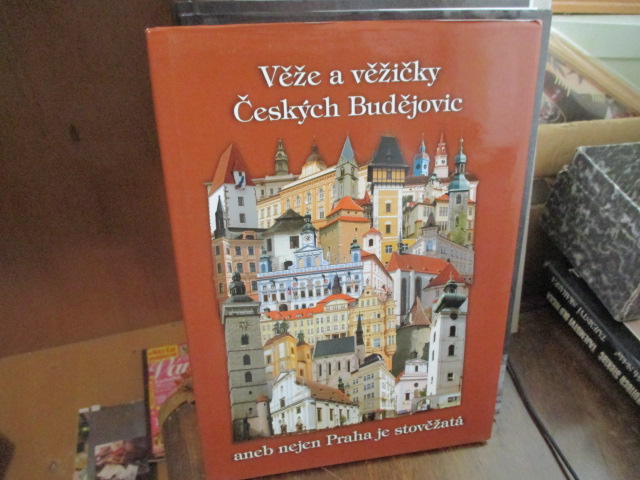 Věže a věžičky
Českých Budějovic
aneb nejen Praha je stověžatá